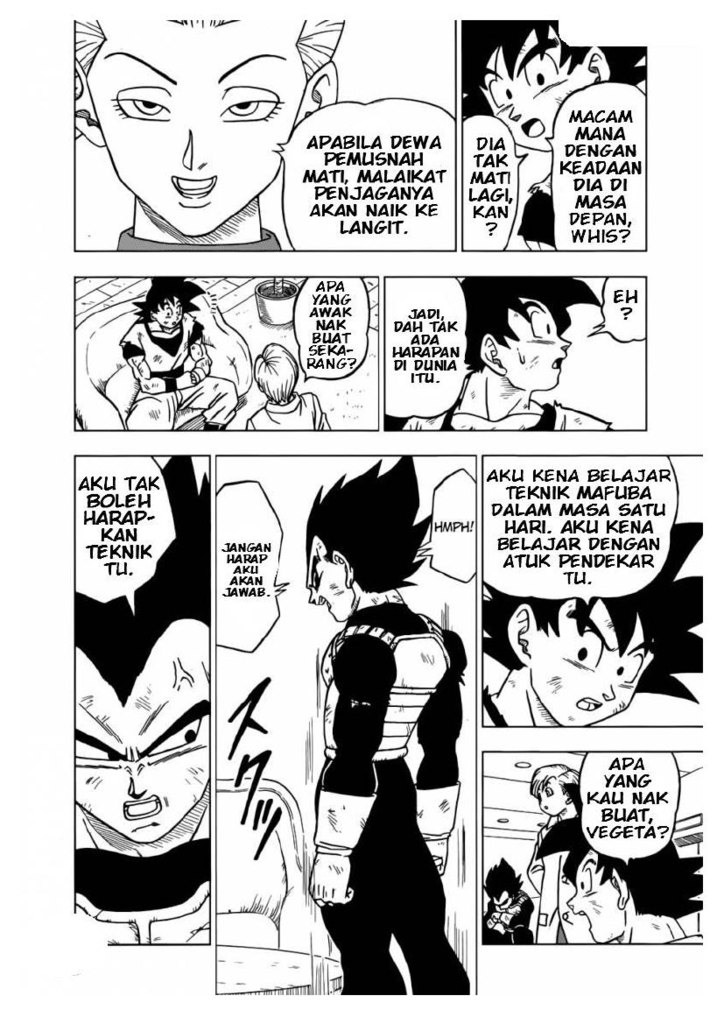 MACAM
MANA
DENGAN
KEADAAN
DIA DI
MASA
DEPAN,
WHIS?
DIA
TAK
MATI
LAGI,
KAN
?
APABILA DEWA
PEMUSNAH
MATI, MALAIKAT
PENJAGANYA
AKAN NAIK KE
LANGIT.
EH
?
JADI,
DAH TAK
ADA
HARAPAN
DI DUNIA
ITU.
APA
YANG
AWAK
NAK
BUAT
SEKA-
RANG?
AKU KENA BELAJAR
TEKNIK MAFUBA
DALAM MASA SATU
HARI. AKU KENA
BELAJAR DENGAN
ATUK PENDEKAR
TU.
APA
YANG
KAU NAK
BUAT,
VEGETA?
HMPH!
JANGAN
HARAP
AKU
AKAN
JAWAB.
スクッ
AKU TAK
BOLEH
HARAP-
KAN
TEKNIK
TU.